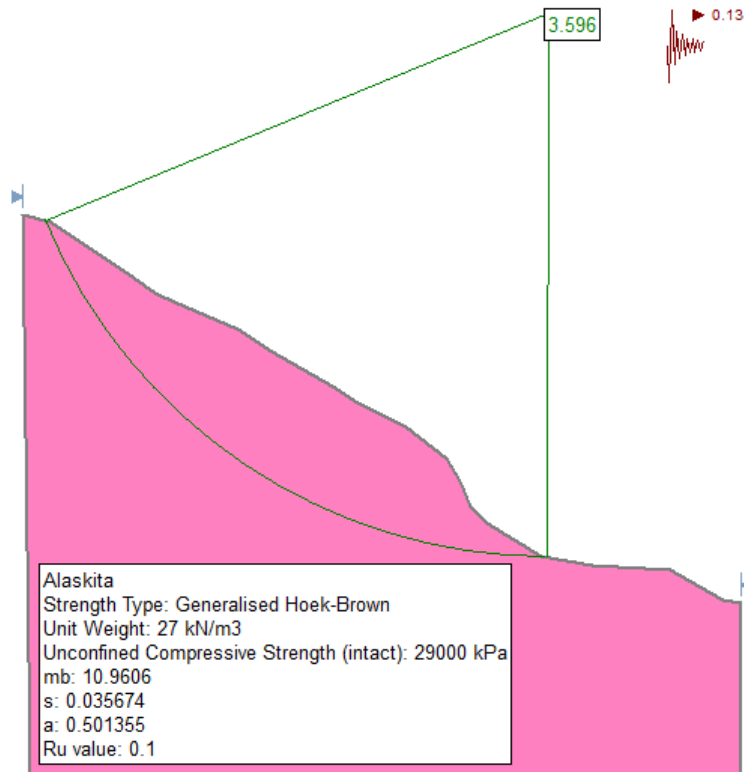 3.596
0.13
Alaskita
Strength Type: Generalised Hoek-Brown
Unit Weight: 27 kN/m3
Unconfined Compressive Strength (intact): 29000 kPa
mb: 10.9606
s: 0.035674
a: 0.501355
Ru value: 0.1